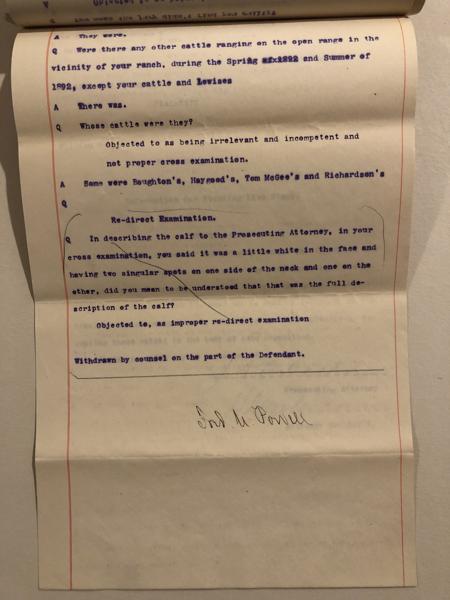 A They were.
Q Were there any other cattle ranging on the open range in the
vicinity of your ranch, during the Spring and Summer of
1892, except your cattle and Lewises
A There was.
Q Whose cattle were they?
Objected to as being irrelevant and incompetent and
not proper cross examination.
A Some were Boughton's, Haygood's, Tom McGee's and Richardson's
Q
Re-direct Examination.
Q In describing the calf to the Prosecuting Attorney, in your
cross examination, you said it was a little white in the face and
having two singular spots on one side of the neck and one on the
other, did you mean to be understood that that was the full de-
scription of the calf?
Objected to, as improper re-direct examination
Withdrawn by counsel on the part of the Defendant.
Prosecuting Attorney